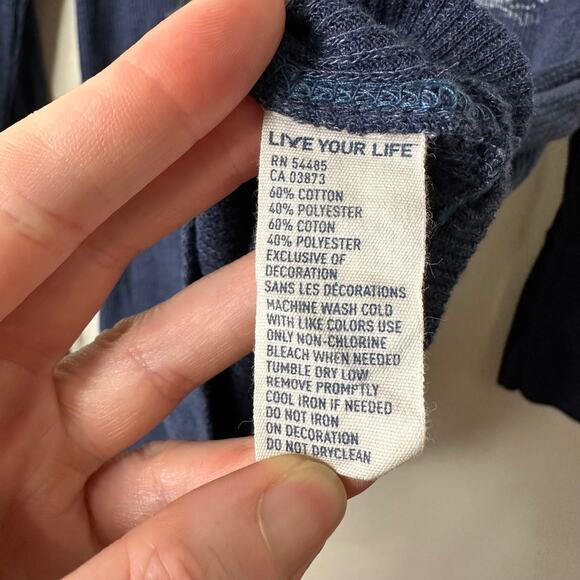 LIVE YOUR LIFE
RN 54485
CA 03873
60% COTTON
40% POLYESTER
60% COTON
40% POLYESTER
EXCLUSIVE OF
DECORATION
SANS LES DÉCORATIONS
MACHINE WASH COLD
WITH LIKE COLORS USE
ONLY NON-CHLORINE
BLEACH WHEN NEEDED
TUMBLE DRY LOW
REMOVE PROMPTLY
COOL IRON IF NEEDED
DO NOT IRON
ON DECORATION
DO NOT DRYCLEAN